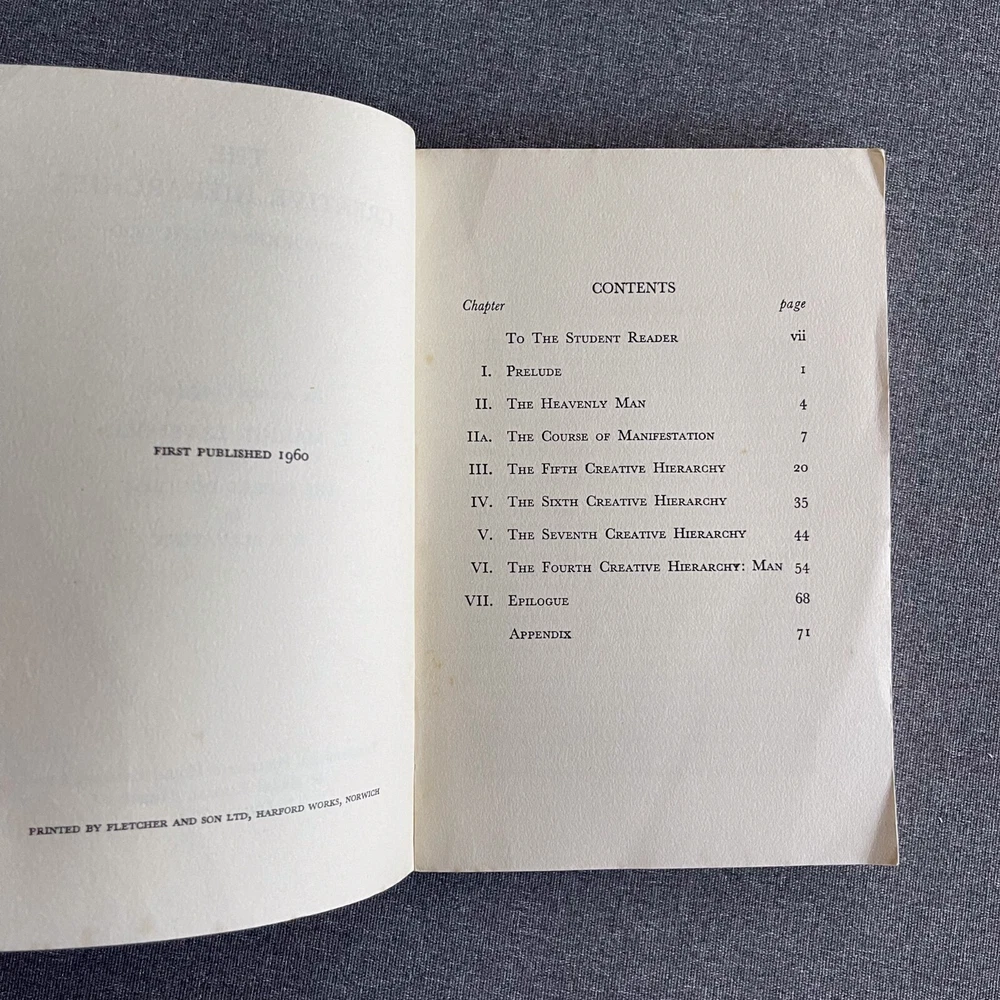 FIRST PUBLISHED 1960
PRINTED BY FLETCHER AND SON LTD, HARFORD WORKS, NORWICH
CONTENTS
Chapter page
To The Student Reader vii
I. Prelude 1
II. The Heavenly Man 4
IIa. The Course of Manifestation 7
III. The Fifth Creative Hierarchy 20
IV. The Sixth Creative Hierarchy 35
V. The Seventh Creative Hierarchy 44
VI. The Fourth Creative Hierarchy: Man 54
VII. Epilogue 68
Appendix 71